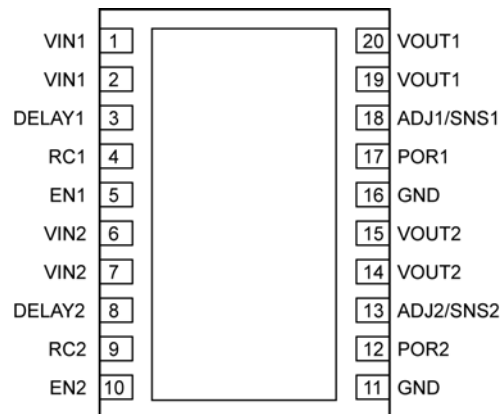 VIN1 1 20 VOUT1
VIN1 2 19 VOUT1
DELAY1 3 18 ADJ1/SNS1
RC1 4 17 POR1
EN1 5 16 GND
VIN2 6 15 VOUT2
VIN2 7 14 VOUT2
DELAY2 8 13 ADJ2/SNS2
RC2 9 12 POR2
EN2 10 11 GND